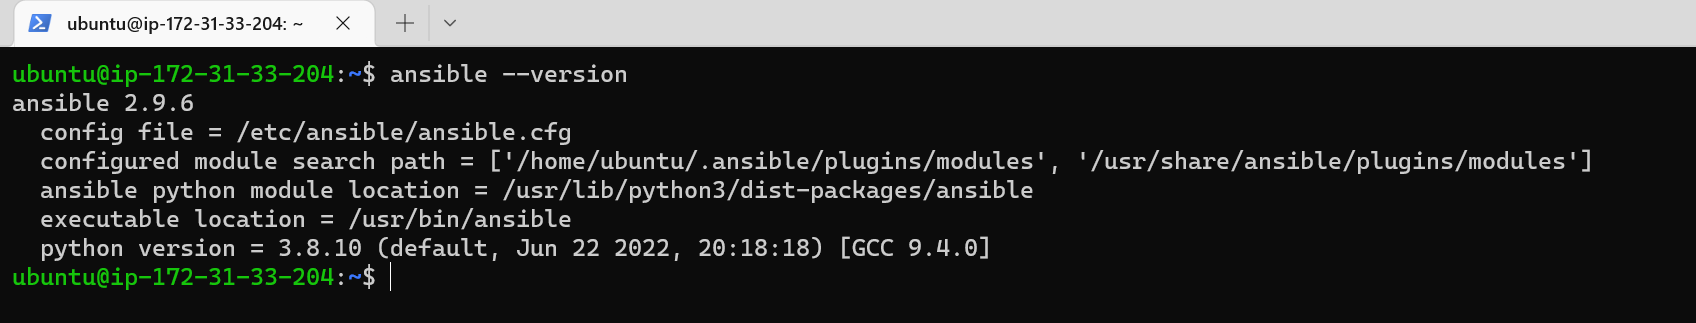 ubuntu@ip-172-31-33-204: ~
ubuntu@ip-172-31-33-204:~$ ansible --version
ansible 2.9.6
  config file = /etc/ansible/ansible.cfg
  configured module search path = ['/home/ubuntu/.ansible/plugins/modules', '/usr/share/ansible/plugins/modules']
  ansible python module location = /usr/lib/python3/dist-packages/ansible
  executable location = /usr/bin/ansible
  python version = 3.8.10 (default, Jun 22 2022, 20:18:18) [GCC 9.4.0]
ubuntu@ip-172-31-33-204:~$